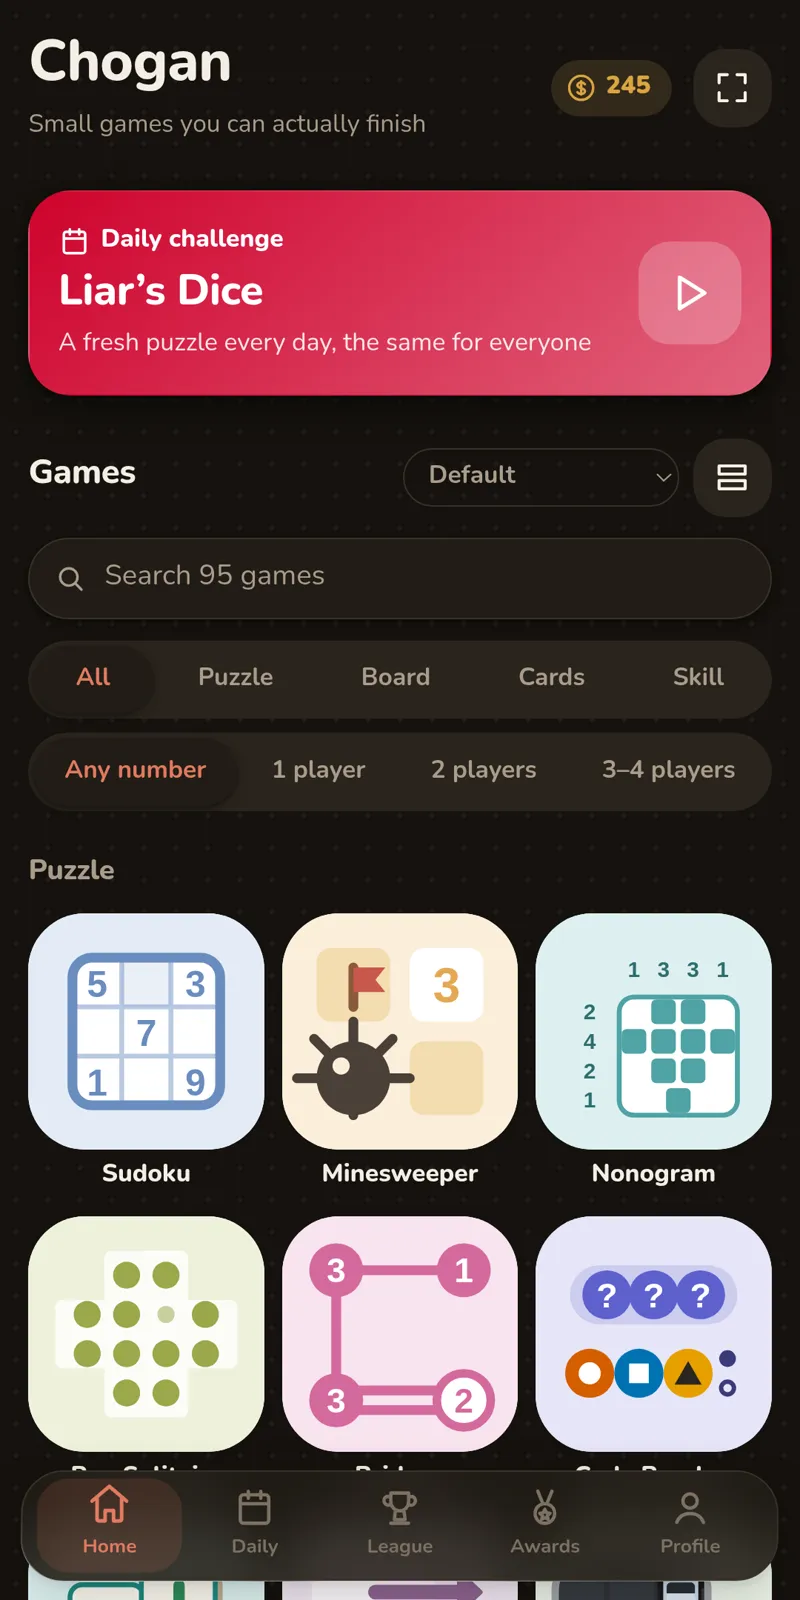 Chogan
245
Small games you can actually finish
Daily challenge
Liar’s Dice
A fresh puzzle every day, the same for everyone
Games
Default
Search 95 games
All Puzzle Board Cards Skill
Any number 1 player 2 players 3–4 players
Puzzle
5 3
7
1 9
3
1 3 3 1
2
4
2
1
Sudoku Minesweeper Nonogram
3 1
3 2
? ? ?
Home Daily League Awards Profile